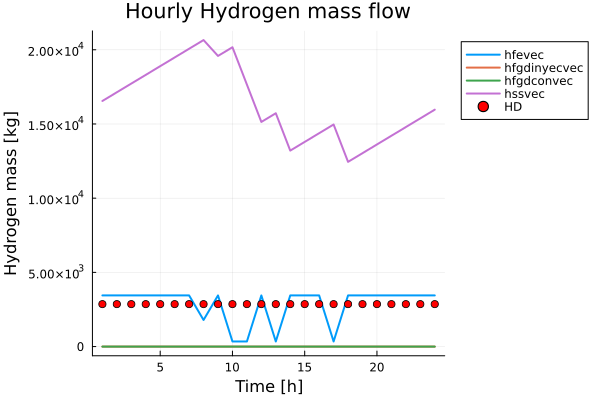 Hourly Hydrogen mass flow
Hydrogen mass [kg]
2.00×10⁴
1.50×10⁴
1.00×10⁴
5.00×10³
0
5 10 15 20
Time [h]
hfevec
hfgdinyecvec
hfgdconvec
hssvec
HD